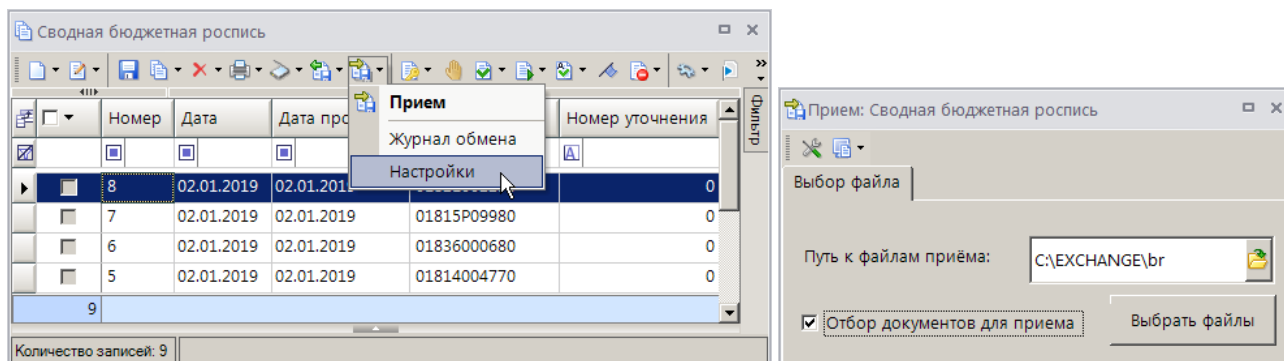 Сводная бюджетная роспись
Номер Дата Дата про Номер уточнения
Фильтр
Прием
Журнал обмена
Настройки
8 02.01.2019 02.01.201 0
7 02.01.2019 02.01.2019 01815P09980 0
6 02.01.2019 02.01.2019 01836000680 0
5 02.01.2019 02.01.2019 01814004770 0
9
Количество записей: 9
Прием: Сводная бюджетная роспись
Выбор файла
Путь к файлам приёма: C:\EXCHANGE\br
Отбор документов для приема Выбрать файлы